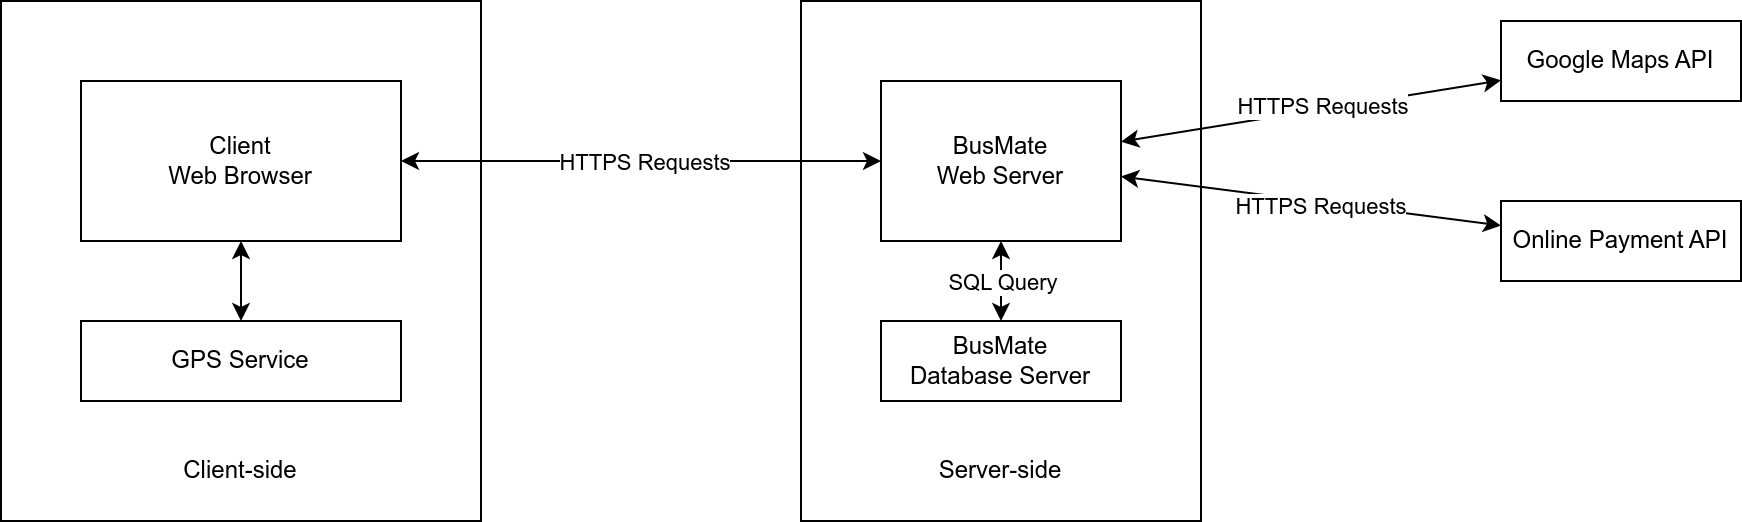 Client
Web Browser
GPS Service
Client-side
HTTPS Requests
BusMate
Web Server
SQL Query
BusMate
Database Server
Server-side
HTTPS Requests
Google Maps API
HTTPS Requests
Online Payment API